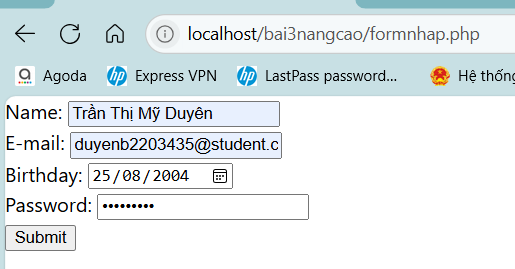 localhost/bai3nangcao/formnhap.php
Agoda Express VPN LastPass password... Hệ thống
Name: Trần Thị Mỹ Duyên
E-mail: duyenb2203435@student.c
Birthday: 25/08/2004
Password: •••••••••
Submit